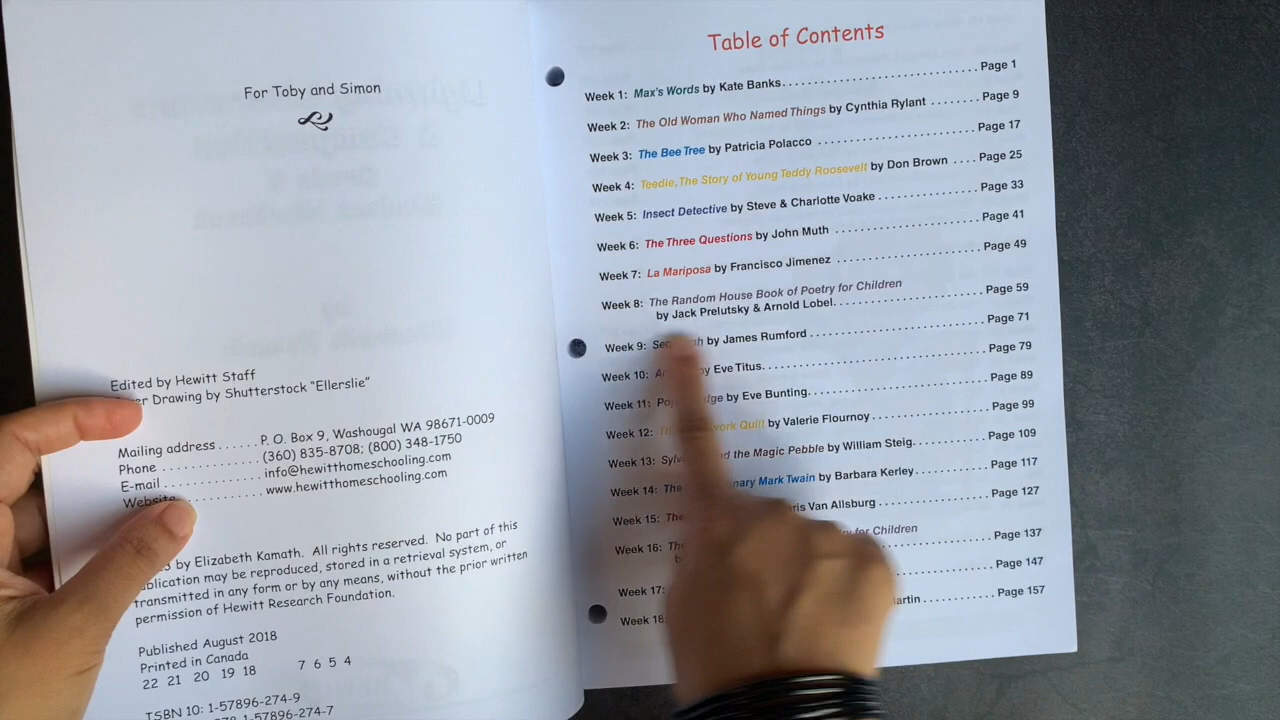 For Toby and Simon
Edited by Hewitt Staff
Drawing by Shutterstock “Ellerslie”
Mailing address . . . . . . P. O. Box 9, Washougal WA 98671-0009
Phone . . . . . . . . . . . . . (360) 835-8708; (800) 348-1750
E-mail . . . . . . . . . . . . . info@hewitthomeschooling.com
Website . . . . . . . . . . . www.hewitthomeschooling.com
by Elizabeth Kamath. All rights reserved. No part of this
may be reproduced, stored in a retrieval system, or
transmitted in any form or by any means, without the prior written
permission of Hewitt Research Foundation.
Published August 2018
Printed in Canada
22 21 20 19 18 7 6 5 4
ISBN 10: 1-57896-274-9
1-57896-274-7
Table of Contents
Week 1: Max's Words by Kate Banks. . . . . . . . . . . . . . . . . . . . . . . . . . . Page 1
Week 2: The Old Woman Who Named Things by Cynthia Rylant . . . . . . . . Page 9
Week 3: The Bee Tree by Patricia Polacco . . . . . . . . . . . . . . . . . . . . . . Page 17
Week 4: Teedie, The Story of Young Teddy Roosevelt by Don Brown . . . . Page 25
Week 5: Insect Detective by Steve & Charlotte Voake . . . . . . . . . . . . . . . Page 33
Week 6: The Three Questions by John Muth . . . . . . . . . . . . . . . . . . . . . Page 41
Week 7: La Mariposa by Francisco Jimenez . . . . . . . . . . . . . . . . . . . . . Page 49
Week 8: The Random House Book of Poetry for Children
by Jack Prelutsky & Arnold Lobel. . . . . . . . . . . . . . . . . . . . . Page 59
Week 9: by James Rumford . . . . . . . . . . . . . . . . . . . . . . . . . Page 71
Week 10: by Eve Titus. . . . . . . . . . . . . . . . . . . . . . . . . . . . . . . Page 79
Week 11: by Eve Bunting. . . . . . . . . . . . . . . . . . . . . . . . . Page 89
Week 12: Quilt by Valerie Flournoy . . . . . . . . . . . . . . . . . Page 99
Week 13: and the Magic Pebble by William Steig. . . . . . . . . . . . Page 109
Week 14: The Mark Twain by Barbara Kerley. . . . . . . . . . . . Page 117
Week 15: The Van Allsburg . . . . . . . . . . . . . . . . Page 127
Week 16: The for Children
Page 137
Week 17: . . . . . . . . . . . . . . . . . Page 147
Week 18: Martin . . . . . . . . . . . . Page 157